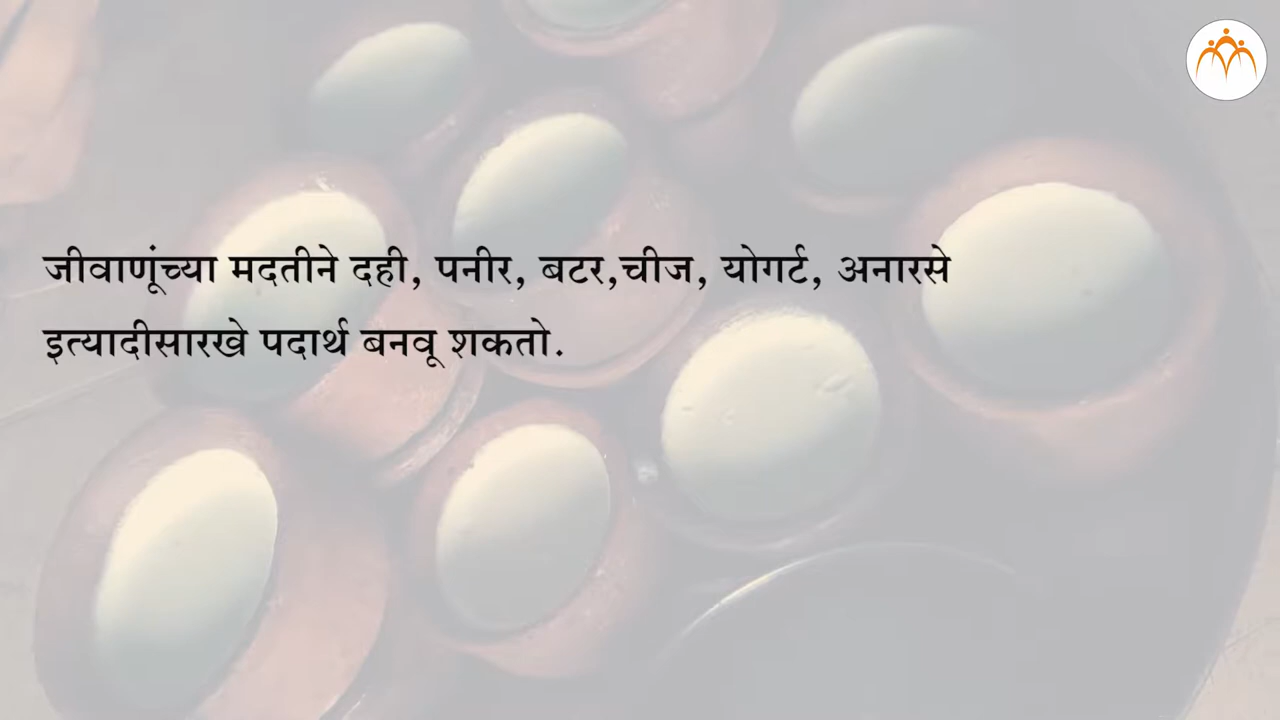 जीवाणूंच्या मदतीने दही, पनीर, बटर,चीज, योगर्ट, अनारसे
इत्यादीसारखे पदार्थ बनवू शकतो.